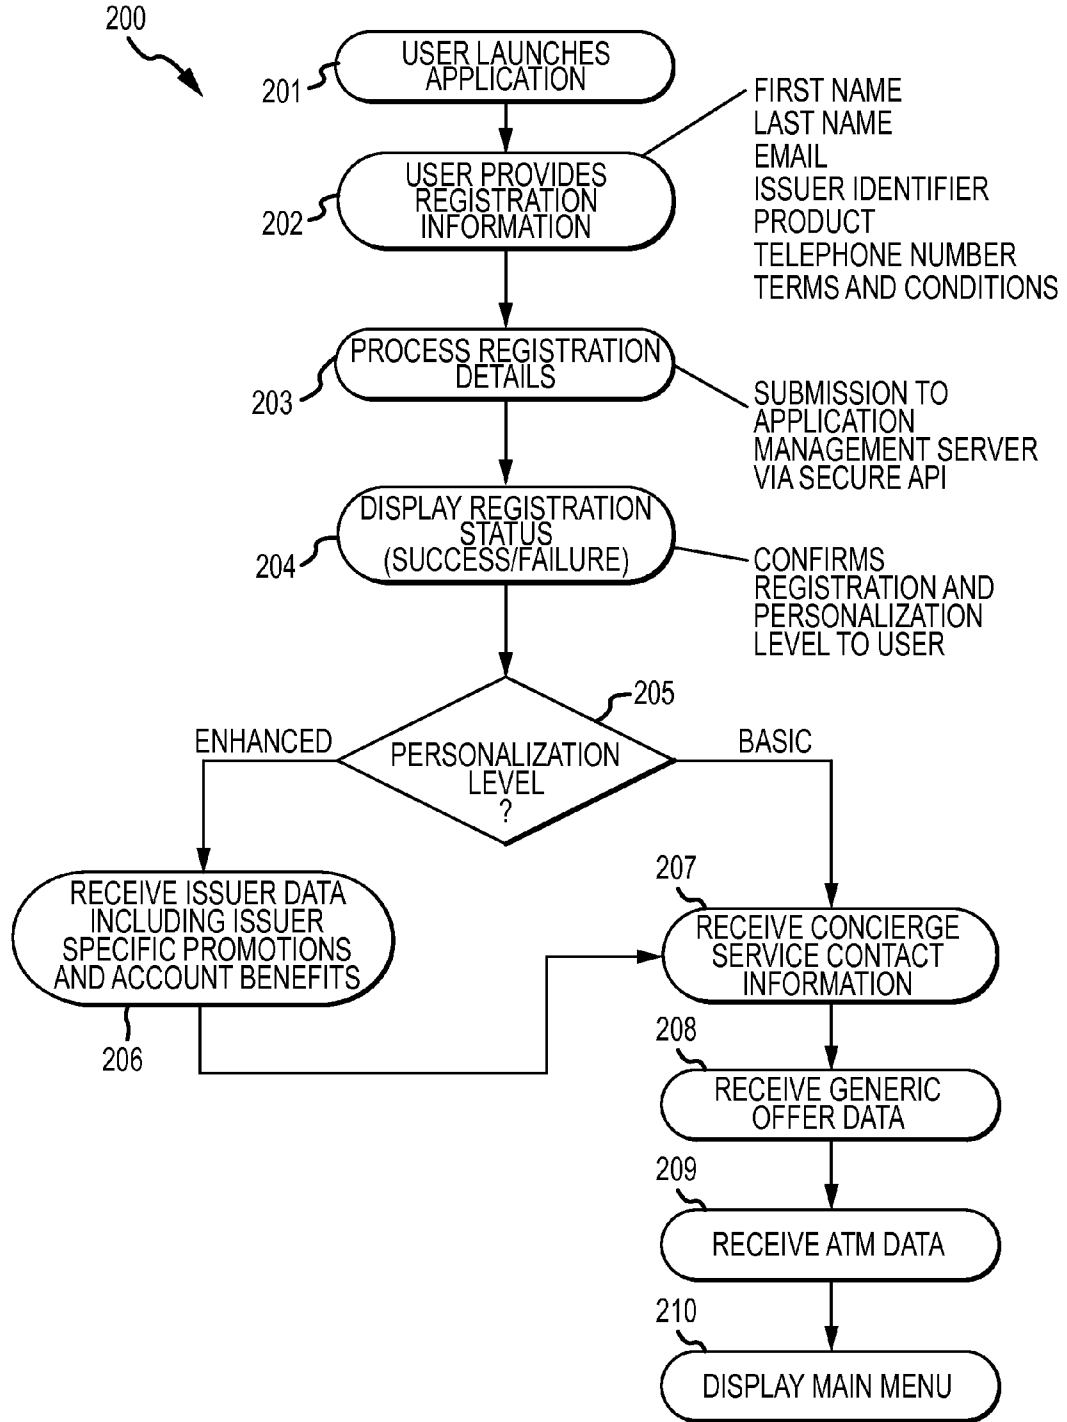 200
USER LAUNCHES
APPLICATION
201
FIRST NAME
LAST NAME
EMAIL
ISSUER IDENTIFIER
PRODUCT
TELEPHONE NUMBER
TERMS AND CONDITIONS
USER PROVIDES
REGISTRATION
INFORMATION
202
PROCESS REGISTRATION
DETAILS
203
SUBMISSION TO
APPLICATION
MANAGEMENT SERVER
VIA SECURE API
DISPLAY REGISTRATION
STATUS
(SUCCESS/FAILURE)
204
CONFIRMS
REGISTRATION AND
PERSONALIZATION
LEVEL TO USER
205
ENHANCED
PERSONALIZATION
LEVEL
?
BASIC
RECEIVE ISSUER DATA
INCLUDING ISSUER
SPECIFIC PROMOTIONS
AND ACCOUNT BENEFITS
206
207
RECEIVE CONCIERGE
SERVICE CONTACT
INFORMATION
208
RECEIVE GENERIC
OFFER DATA
209
RECEIVE ATM DATA
210
DISPLAY MAIN MENU